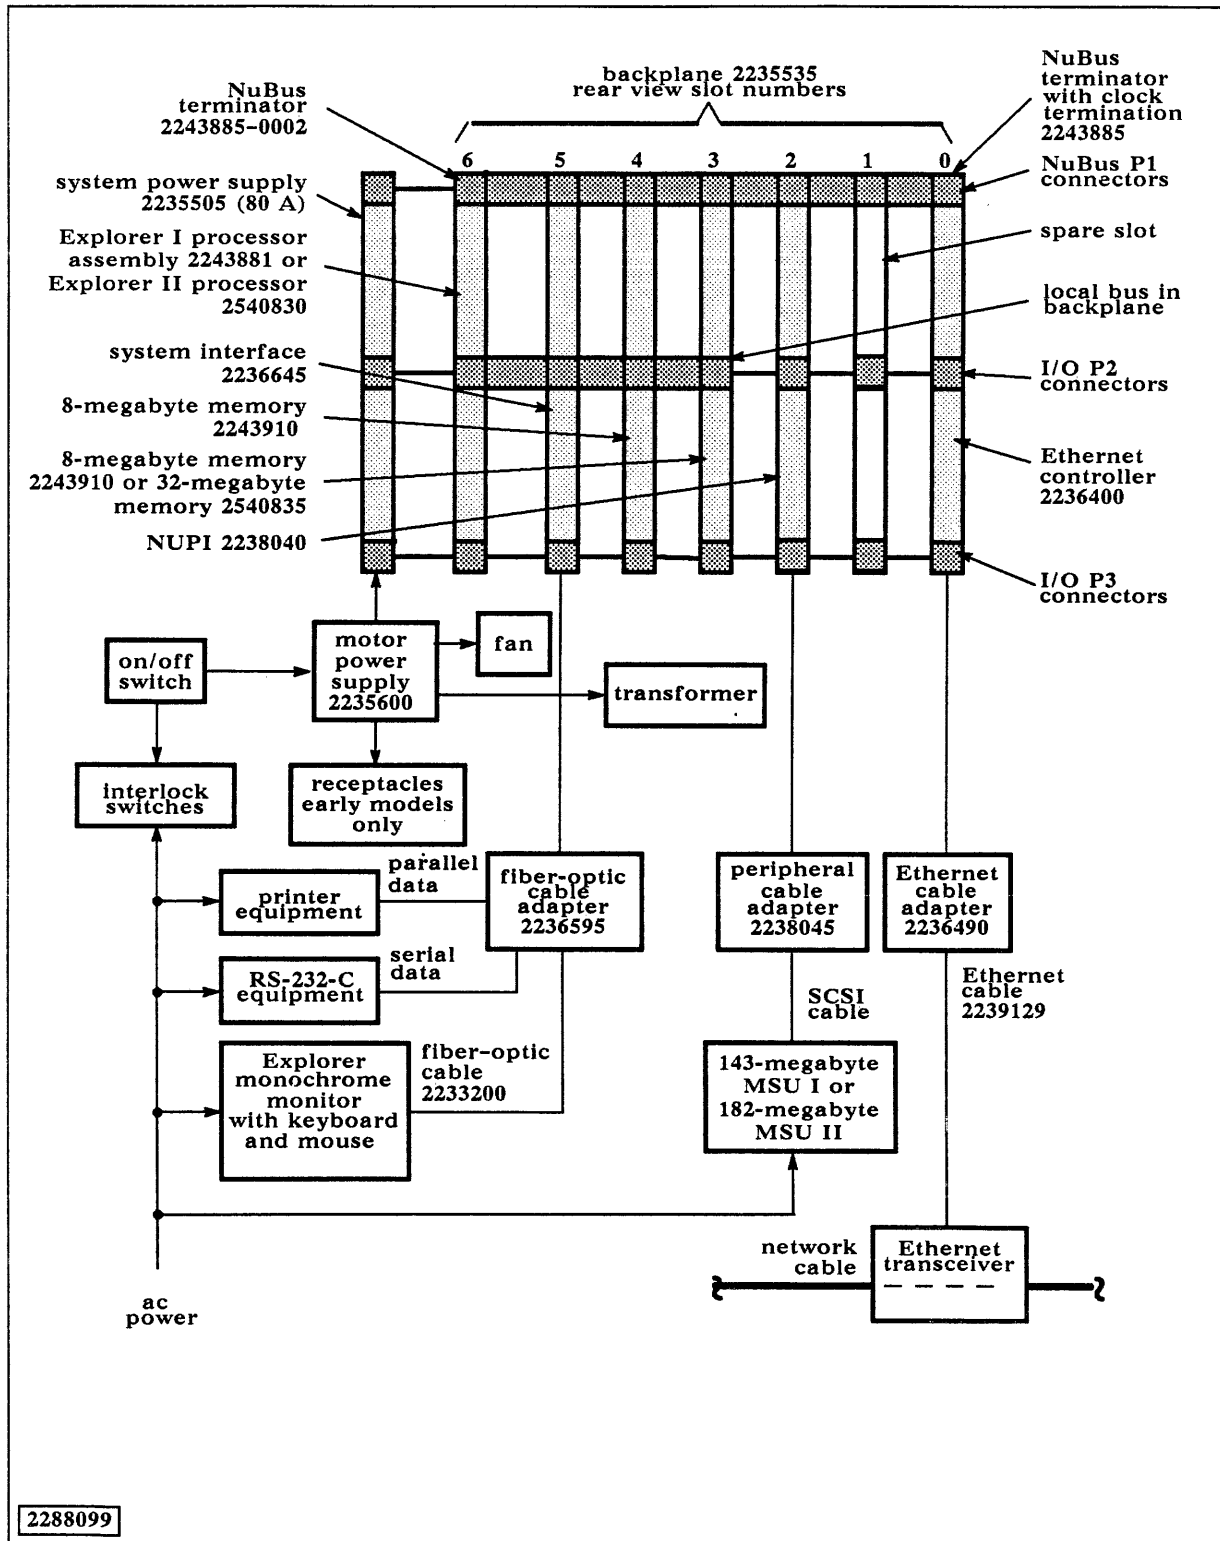 backplane 2235535
rear view slot numbers
NuBus
terminator
2243885-0002
NuBus
terminator
with clock
termination
2243885
6 5 4 3 2 1 0
NuBus P1
connectors
system power supply
2235505 (80 A)
Explorer I processor
assembly 2243881 or
Explorer II processor
2540830
spare slot
local bus in
backplane
system interface
2236645
I/O P2
connectors
8-megabyte memory
2243910
8-megabyte memory
2243910 or 32-megabyte
memory 2540835
Ethernet
controller
2236400
NUPI 2238040
I/O P3
connectors
on/off
switch
motor
power
supply
2235600
fan
transformer
interlock
switches
receptacles
early models
only
printer
equipment
parallel
data
fiber-optic
cable
adapter
2236595
peripheral
cable
adapter
2238045
Ethernet
cable
adapter
2236490
RS-232-C
equipment
serial
data
SCSI
cable
Ethernet
cable
2239129
Explorer
monochrome
monitor
with keyboard
and mouse
fiber-optic
cable
2233200
143-megabyte
MSU I or
182-megabyte
MSU II
network
cable
Ethernet
transceiver
ac
power
2288099